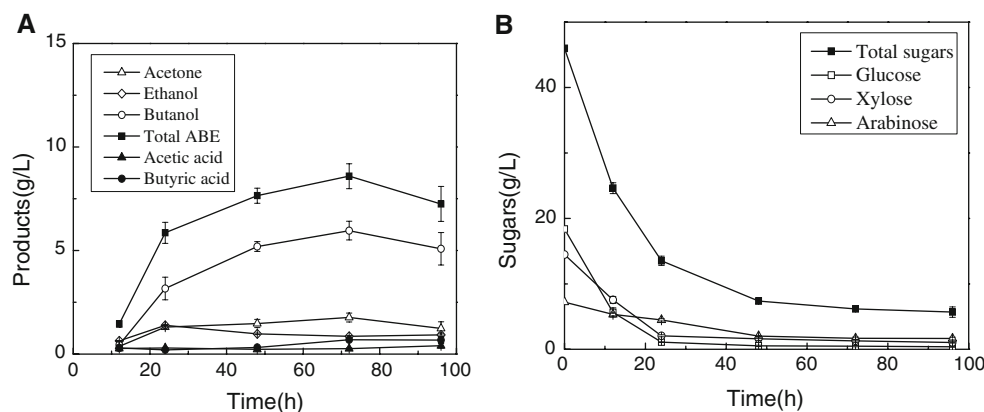 A
15
10
5
0
Products(g/L)
Acetone
Ethanol
Butanol
Total ABE
Acetic acid
Butyric acid
0 20 40 60 80 100
Time(h)
B
40
20
0
Sugars(g/L)
Total sugars
Glucose
Xylose
Arabinose
0 20 40 60 80 100
Time(h)